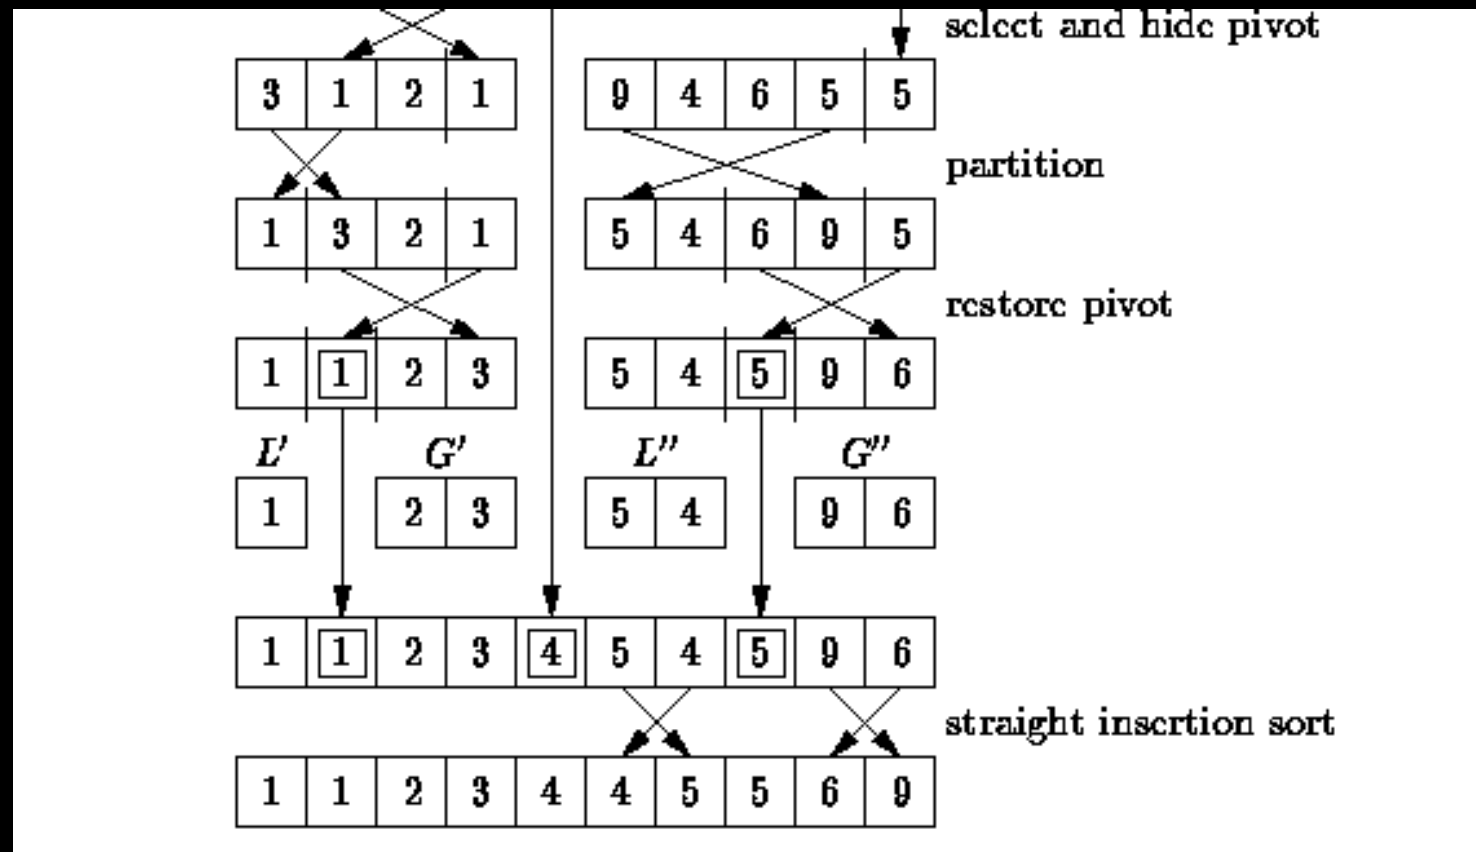 select and hide pivot
3 1 2 1 9 4 6 5 5
partition
1 3 2 1 5 4 6 9 5
restore pivot
1 1 2 3 5 4 5 9 6
L′ G′ L″ G″
1 2 3 5 4 9 6
1 1 2 3 4 5 4 5 9 6
straight insertion sort
1 1 2 3 4 4 5 5 6 9